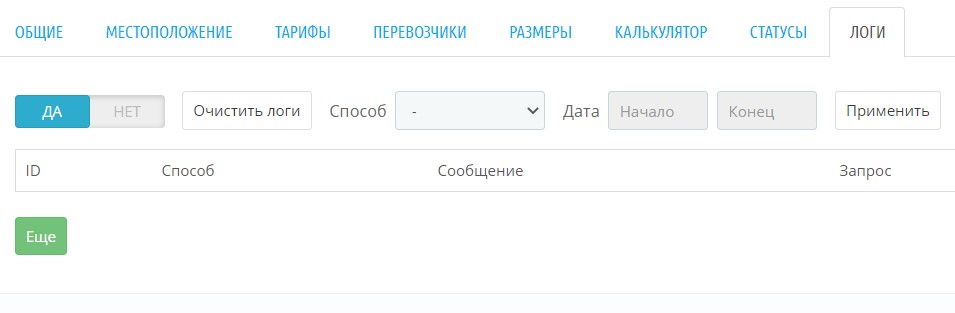 ОБЩИЕ МЕСТОПОЛОЖЕНИЕ ТАРИФЫ ПЕРЕВОЗЧИКИ РАЗМЕРЫ КАЛЬКУЛЯТОР СТАТУСЫ ЛОГИ
ДА НЕТ Очистить логи Способ - Дата Начало Конец Применить
ID Способ Сообщение Запрос
Еще